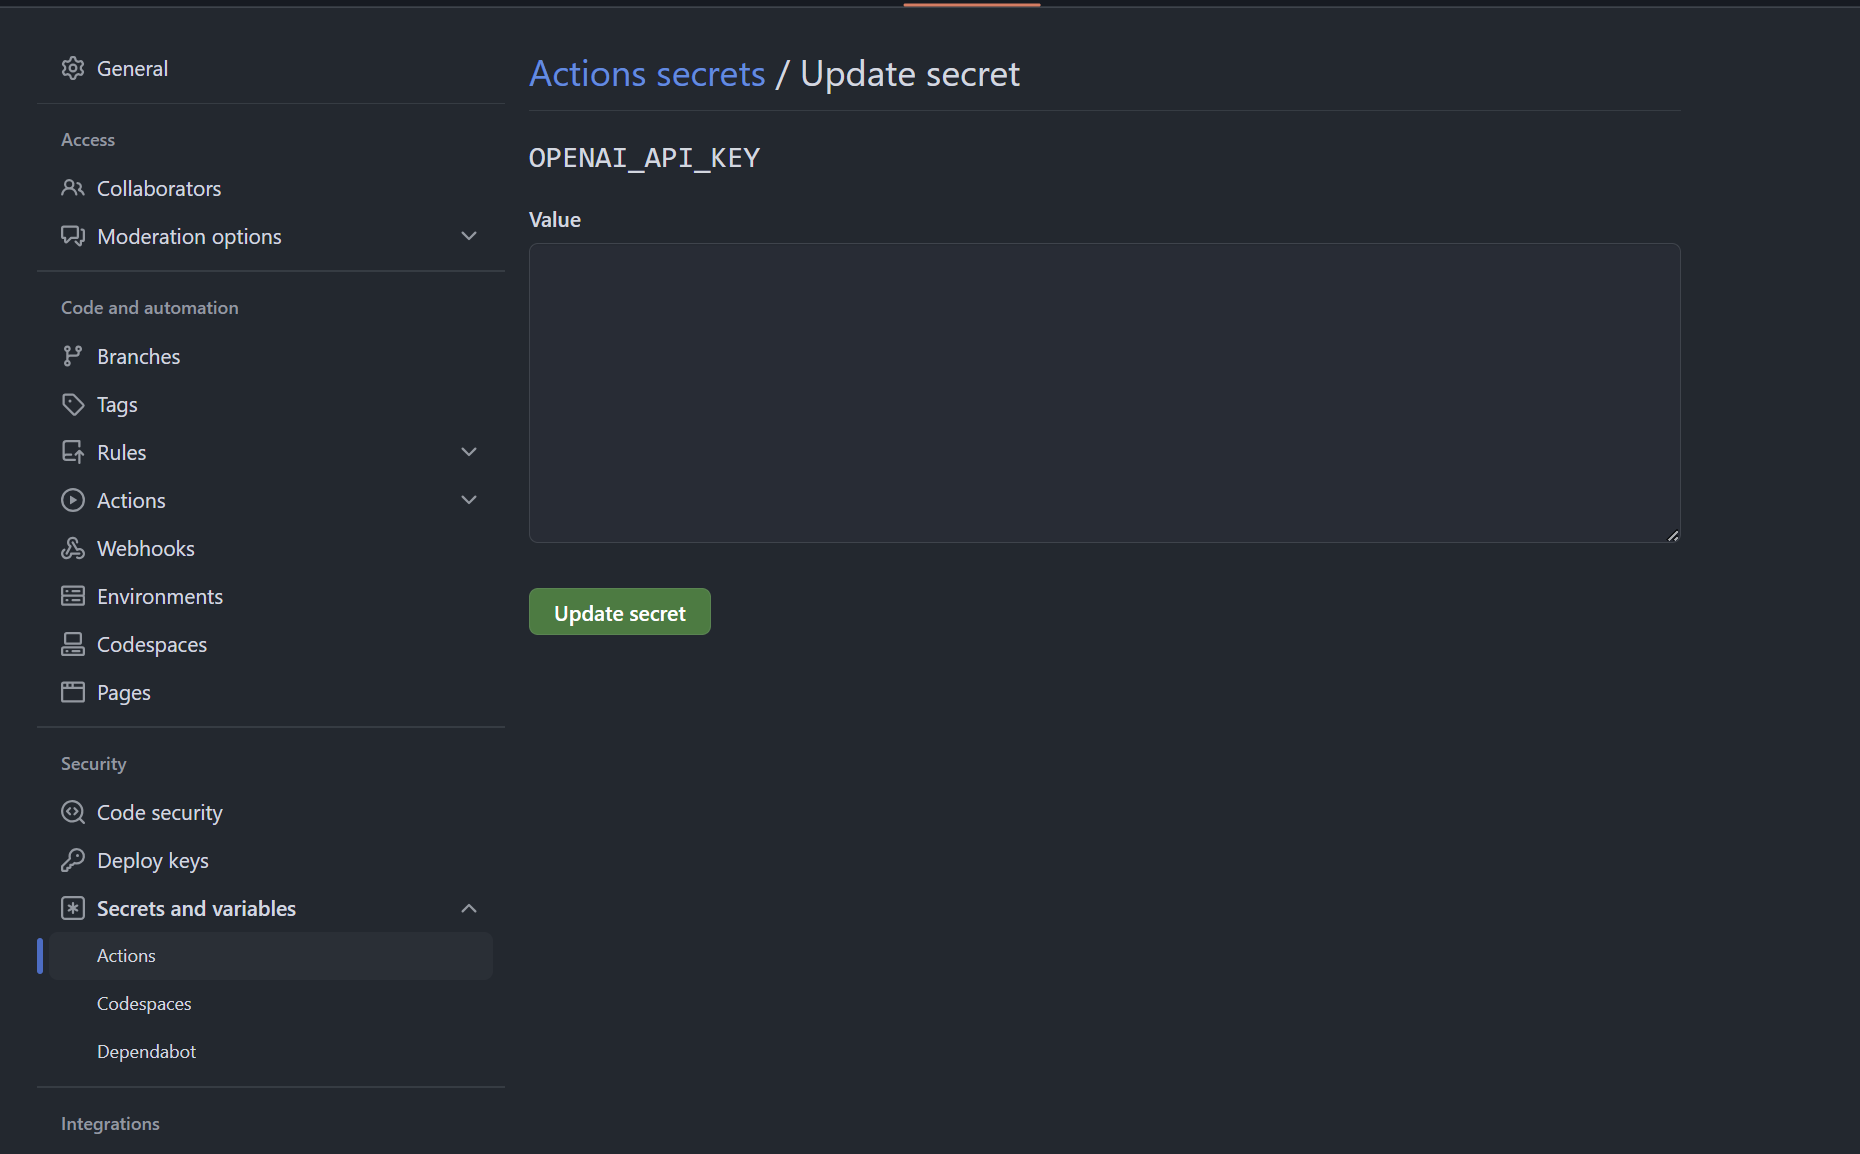 General
Access
Collaborators
Moderation options
Code and automation
Branches
Tags
Rules
Actions
Webhooks
Environments
Codespaces
Pages
Security
Code security
Deploy keys
Secrets and variables
Actions
Codespaces
Dependabot
Integrations
Actions secrets / Update secret
OPENAI_API_KEY
Value
Update secret